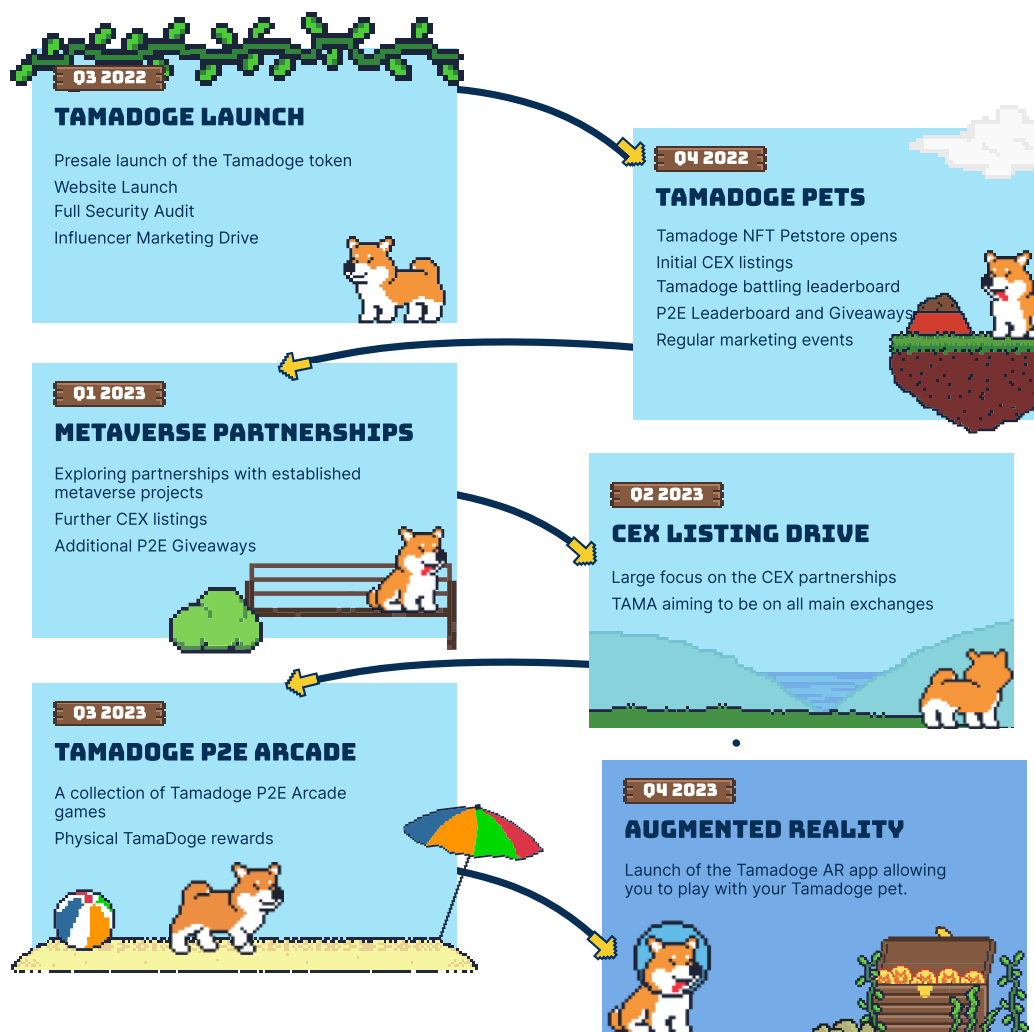 Q3 2022
TAMADOGE LAUNCH
Presale launch of the Tamadoge token
Website Launch
Full Security Audit
Influencer Marketing Drive
Q4 2022
TAMADOGE PETS
Tamadoge NFT Petstore opens
Initial CEX listings
Tamadoge battling leaderboard
P2E Leaderboard and Giveaways
Regular marketing events
Q1 2023
METAVERSE PARTNERSHIPS
Exploring partnerships with established
metaverse projects
Further CEX listings
Additional P2E Giveaways
Q2 2023
CEX LISTING DRIVE
Large focus on the CEX partnerships
TAMA aiming to be on all main exchanges
Q3 2023
TAMADOGE P2E ARCADE
A collection of Tamadoge P2E Arcade
games
Physical TamaDoge rewards
Q4 2023
AUGMENTED REALITY
Launch of the Tamadoge AR app allowing
you to play with your Tamadoge pet.